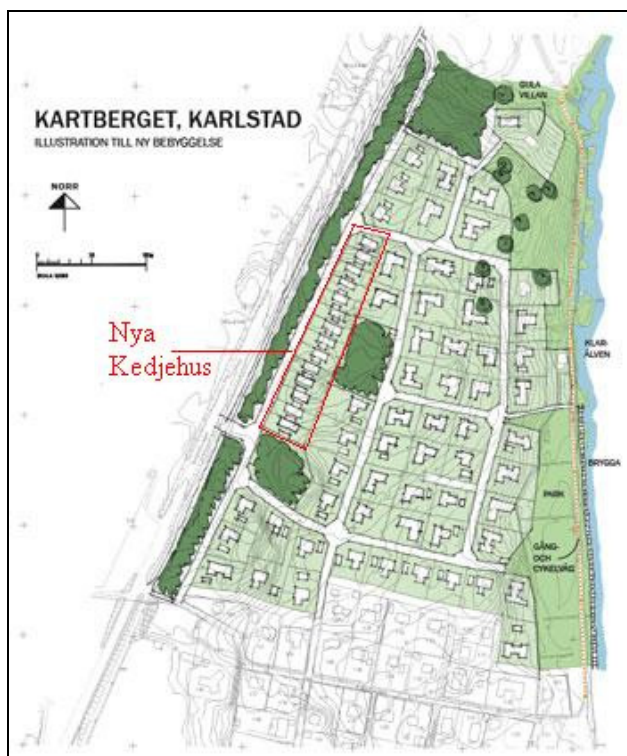 GULA
VILLAN
KARTBERGET, KARLSTAD
ILLUSTRATION TILL NY BEBYGGELSE
NORR
Nya
Kedjehus
KLAR-
ÄLVEN
BRYGGA
PARK
GÅNG-
OCH
CYKELVÄG